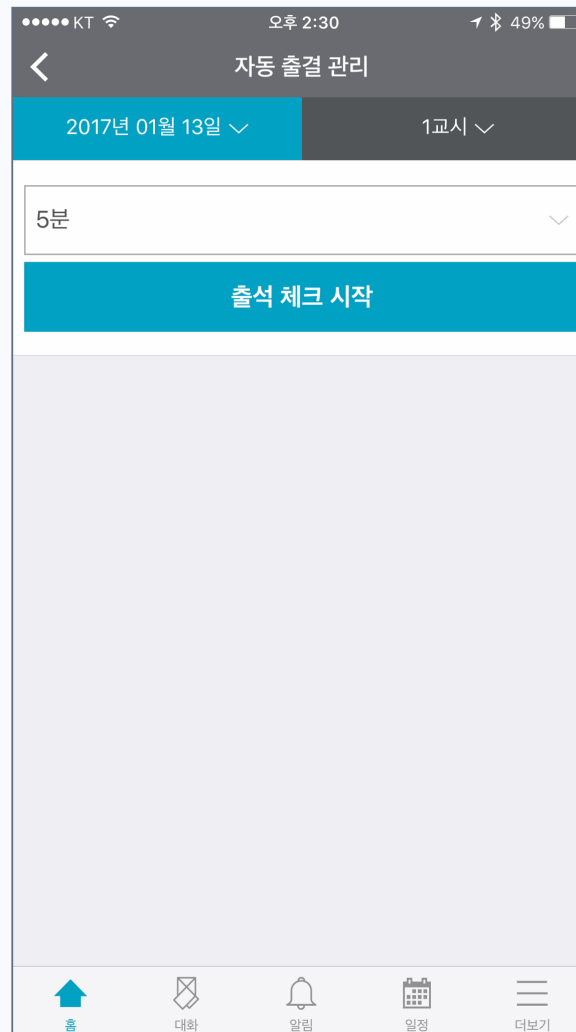 KT 오후 2:30 49%
자동 출결 관리
2017년 01월 13일 1교시
5분
출석 체크 시작
홈 대화 알림 일정 더보기